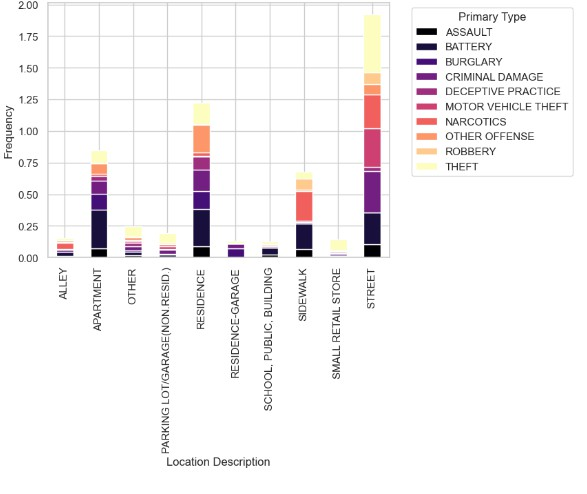 2.00
1.75
1.50
1.25
1.00
0.75
0.50
0.25
0.00
Frequency
ALLEY
APARTMENT
OTHER
PARKING LOT/GARAGE(NON RESID.)
RESIDENCE
RESIDENCE-GARAGE
SCHOOL, PUBLIC, BUILDING
SIDEWALK
SMALL RETAIL STORE
STREET
Location Description
Primary Type
ASSAULT
BATTERY
BURGLARY
CRIMINAL DAMAGE
DECEPTIVE PRACTICE
MOTOR VEHICLE THEFT
NARCOTICS
OTHER OFFENSE
ROBBERY
THEFT